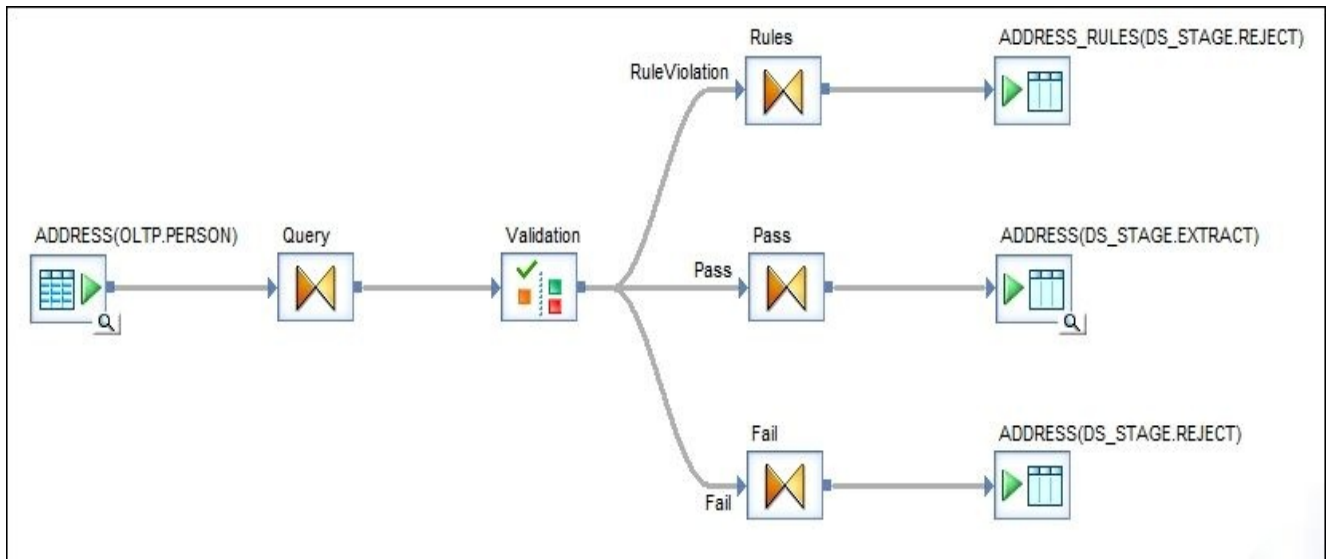 Rules
ADDRESS_RULES(DS_STAGE.REJECT)
RuleViolation
ADDRESS(OLTP.PERSON)
Query
Validation
Pass
ADDRESS(DS_STAGE.EXTRACT)
Pass
Fail
ADDRESS(DS_STAGE.REJECT)
Fail